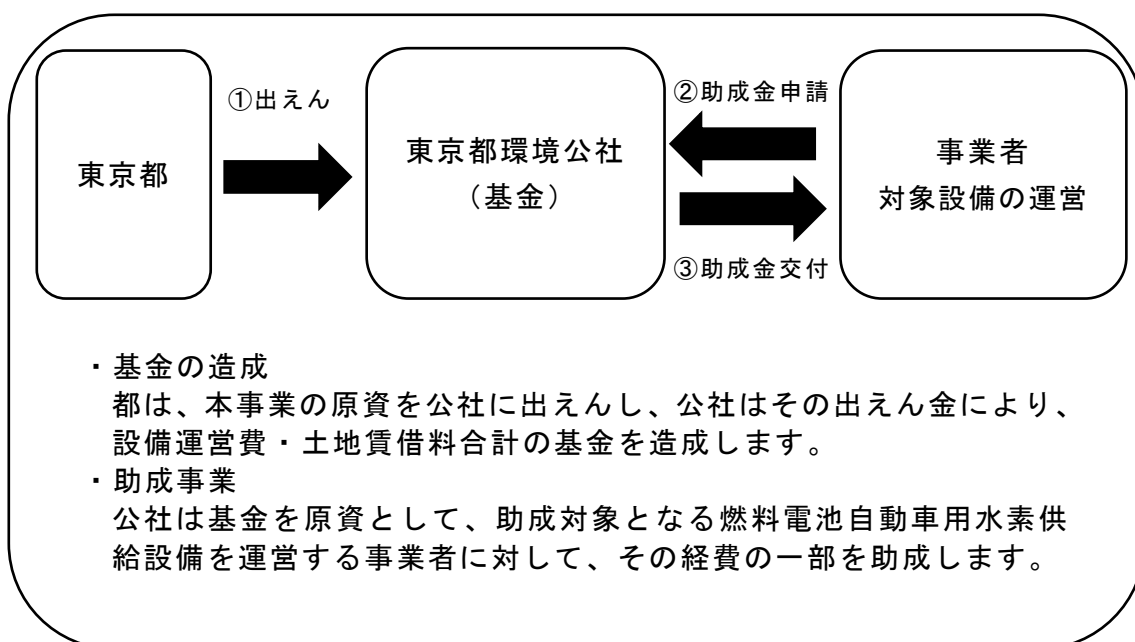 東京都
①出えん
東京都環境公社
（基金）
②助成金申請
③助成金交付
事業者
対象設備の運営
・基金の造成
都は、本事業の原資を公社に出えんし、公社はその出えん金により、
設備運営費・土地賃借料合計の基金を造成します。
・助成事業
公社は基金を原資として、助成対象となる燃料電池自動車用水素供
給設備を運営する事業者に対して、その経費の一部を助成します。